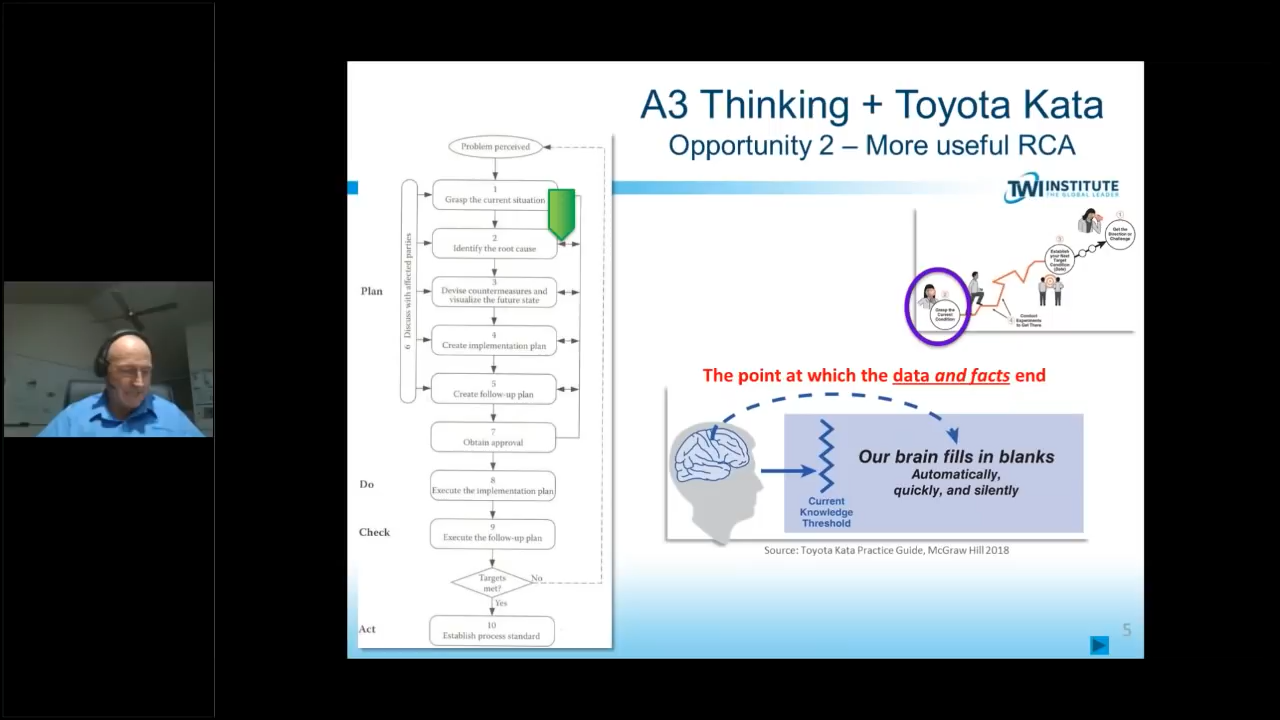 A3 Thinking + Toyota Kata
Opportunity 2 – More useful RCA
TWI INSTITUTE
THE GLOBAL LEADER
Problem perceived
1
Grasp the current situation
2
Identify the root cause
3
Devise countermeasures and
visualize the future state
4
Create implementation plan
5
Create follow-up plan
6 Discuss with affected parties
7
Obtain approval
8
Execute the implementation plan
9
Execute the follow-up plan
Targets
met?
No
Yes
10
Establish process standard
Plan
Do
Check
Act
1
Get the
Direction or
Challenge
3
Establish
your Next
Target
Condition
Grasp the
Current
Condition
Conduct
Experiments
to Get There
The point at which the data and facts end
Our brain fills in blanks
Automatically,
quickly, and silently
Current
Knowledge
Threshold
Source: Toyota Kata Practice Guide, McGraw Hill 2018
5